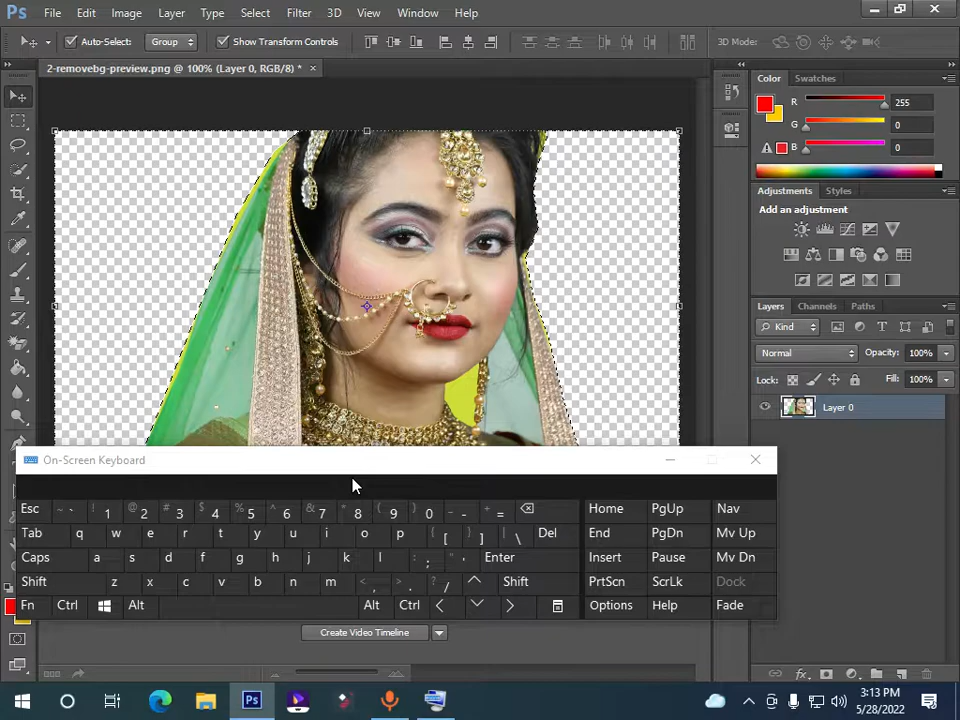 Ps File Edit Image Layer Type Select Filter 3D View Window Help
Auto-Select: Group Show Transform Controls 3D Mode:
2-removebg-preview.png @ 100% (Layer 0, RGB/8) * ×
Color Swatches
R 255
G 0
B 0
Adjustments Styles
Add an adjustment
Layers Channels Paths
Kind
Normal Opacity: 100%
Lock: Fill: 100%
Layer 0
On-Screen Keyboard
Esc ~ ` ! 1 @ 2 # 3 $ 4 % 5 ^ 6 & 7 * 8 ( 9 ) 0 _ - + = Home PgUp Nav
Tab q w e r t y u i o p { [ } ] | \ Del End PgDn Mv Up
Caps a s d f g h j k l : ; " ' Enter Insert Pause Mv Dn
Shift z x c v b n m < , > . ? / Shift PrtScn ScrLk Dock
Fn Ctrl Alt Alt Ctrl Options Help Fade
Create Video Timeline
Ps 3:13 PM
5/28/2022